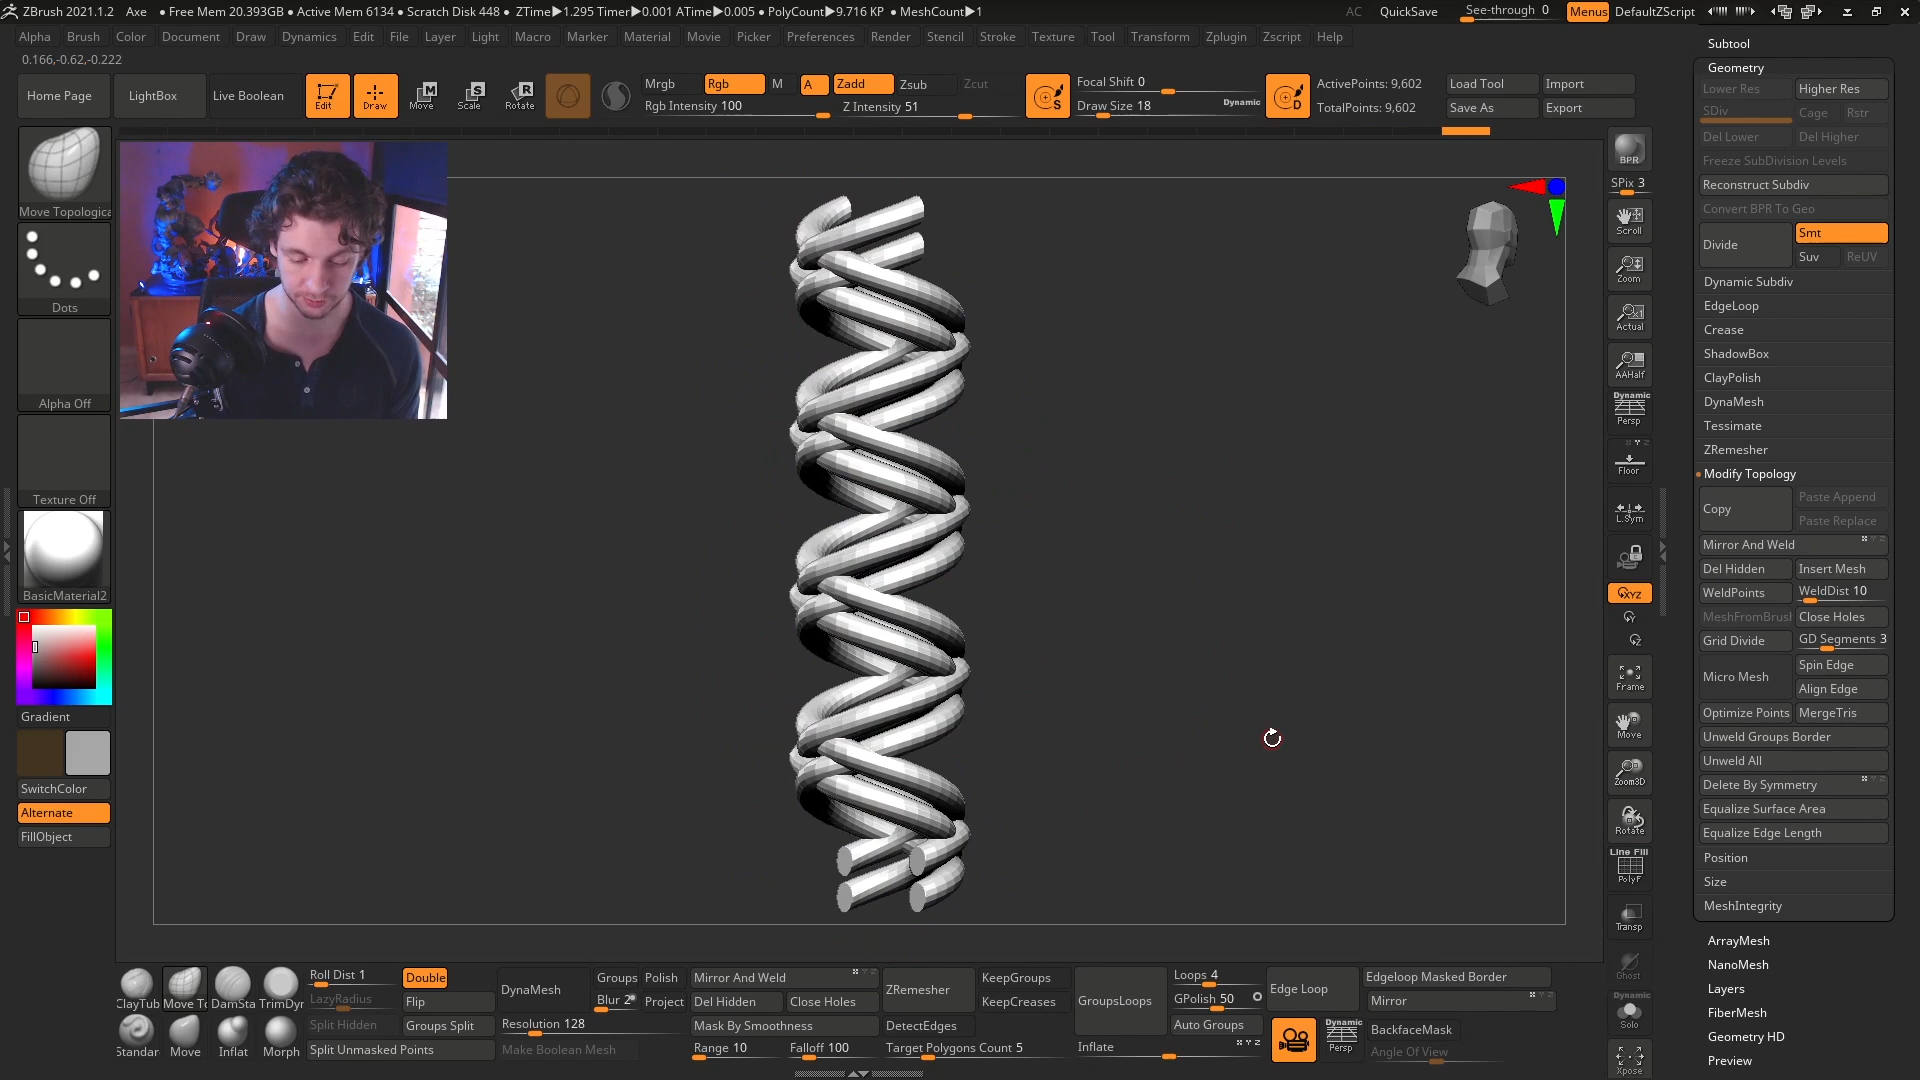 ZBrush 2021.1.2 Axe ● Free Mem 20.393GB ● Active Mem 6134 ● Scratch Disk 448 ● ZTime▶1.295 Timer▶0.001 ATime▶0.005 ● PolyCount▶9.716 KP ● MeshCount▶1 AC QuickSave See-through 0 Menus DefaultZScript
Alpha Brush Color Document Draw Dynamics Edit File Layer Light Macro Marker Material Movie Picker Preferences Render Stencil Stroke Texture Tool Transform Zplugin Zscript Help
0.166,-0.62,-0.222
Home Page LightBox Live Boolean Edit Draw Move Scale Rotate
Mrgb Rgb M A Zadd Zsub Zcut
Rgb Intensity 100 Z Intensity 51
Focal Shift 0
Draw Size 18 Dynamic
ActivePoints: 9,602
TotalPoints: 9,602
Load Tool Import
Save As Export
Move Topologica
Dots
Alpha Off
Texture Off
BasicMaterial2
Gradient
SwitchColor
Alternate
FillObject
BPR
SPix 3
Scroll
Zoom
Actual
AAHalf
Dynamic
Persp
Floor
L.Sym
XYZ
Frame
Move
Zoom3D
Rotate
Line Fill
PolyF
Transp
Ghost
Dynamic
Solo
Xpose
Subtool
Geometry
Lower Res Higher Res
SDiv Cage Rstr
Del Lower Del Higher
Freeze SubDivision Levels
Reconstruct Subdiv
Convert BPR To Geo
Divide Smt
Suv ReUV
Dynamic Subdiv
EdgeLoop
Crease
ShadowBox
ClayPolish
DynaMesh
Tessimate
ZRemesher
Modify Topology
Copy Paste Append
Paste Replace
Mirror And Weld
Del Hidden Insert Mesh
WeldPoints WeldDist 10
MeshFromBrush Close Holes
Grid Divide GD Segments 3
Micro Mesh Spin Edge
Align Edge
Optimize Points MergeTris
Unweld Groups Border
Unweld All
Delete By Symmetry
Equalize Surface Area
Equalize Edge Length
Position
Size
MeshIntegrity
ArrayMesh
NanoMesh
Layers
FiberMesh
Geometry HD
Preview
ClayTub Move To DamSta TrimDyn
Standar Move Inflat Morph
Roll Dist 1 Double
LazyRadius Flip
Split Hidden Groups Split
Split Unmasked Points
DynaMesh Groups Polish
Blur 2 Project
Resolution 128
Make Boolean Mesh
Mirror And Weld
Del Hidden Close Holes
Mask By Smoothness
Range 10 Falloff 100
ZRemesher KeepGroups
KeepCreases
DetectEdges
Target Polygons Count 5
GroupsLoops Loops 4
GPolish 50
Auto Groups
Inflate
Edge Loop Edgeloop Masked Border
Mirror
Dynamic
Persp
BackfaceMask
Angle Of View